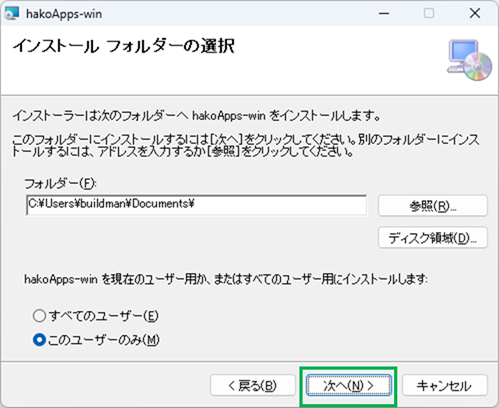 hakoApps-win
インストール フォルダーの選択
インストーラーは次のフォルダーへ hakoApps-win をインストールします。
このフォルダーにインストールするには[次へ]をクリックしてください。別のフォルダーにインス
トールするには、アドレスを入力するか[参照]をクリックしてください。
フォルダー(F):
C:¥Users¥buildman¥Documents¥
参照(R)...
ディスク領域(D)...
hakoApps-win を現在のユーザー用か、またはすべてのユーザー用にインストールします:
すべてのユーザー(E)
このユーザーのみ(M)
< 戻る(B)
次へ(N) >
キャンセル